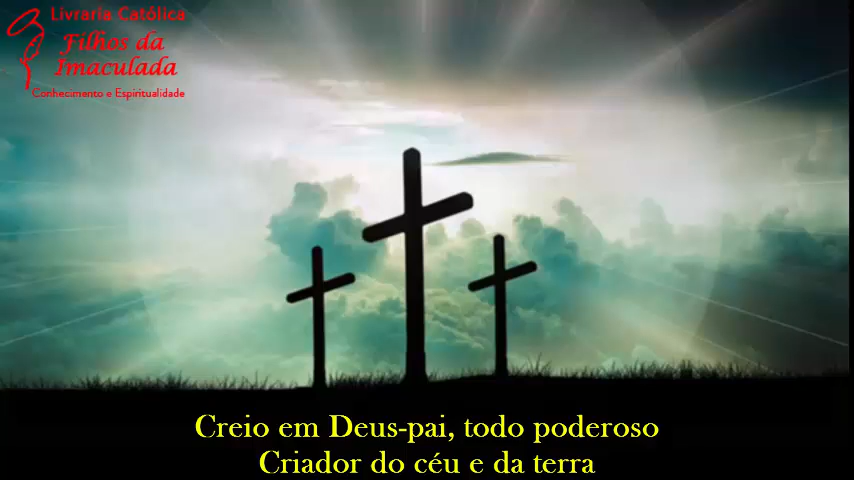 Livraria Católica
Filhos da
Imaculada
Conhecimento e Espiritualidade
Creio em Deus-pai, todo poderoso
Criador do céu e da terra